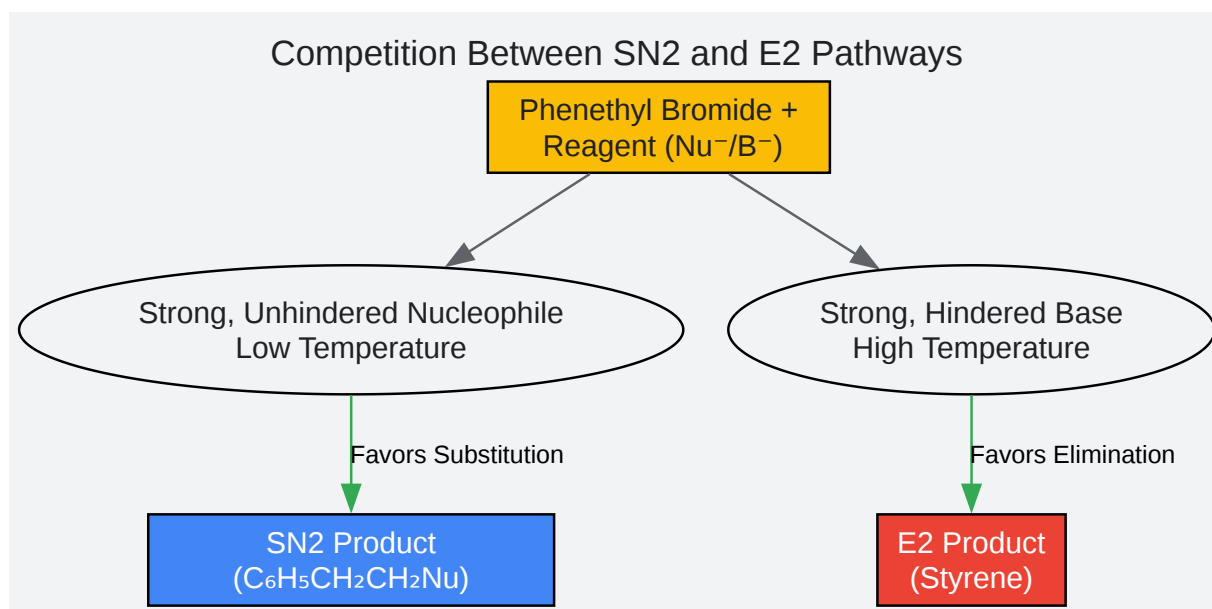 Competition Between SN2 and E2 Pathways
Phenethyl Bromide +
Reagent (Nu⁻/B⁻)
Strong, Unhindered Nucleophile
Low Temperature
Strong, Hindered Base
High Temperature
Favors Substitution
Favors Elimination
SN2 Product
(C₆H₅CH₂CH₂Nu)
E2 Product
(Styrene)